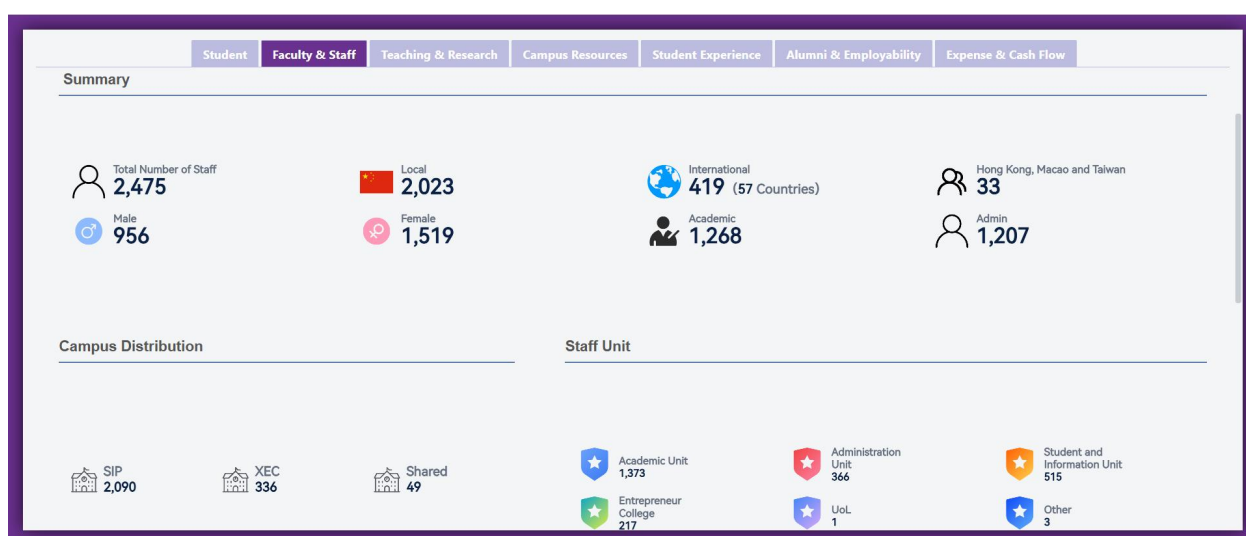 Student Faculty & Staff Teaching & Research Campus Resources Student Experience Alumni & Employability Expense & Cash Flow
Summary
Total Number of Staff
2,475
Local
2,023
International
419 (57 Countries)
Hong Kong, Macao and Taiwan
33
Male
956
Female
1,519
Academic
1,268
Admin
1,207
Campus Distribution
SIP
2,090
XEC
336
Shared
49
Staff Unit
Academic Unit
1,373
Administration
Unit
366
Student and
Information Unit
515
Entrepreneur
College
217
UoL
1
Other
3